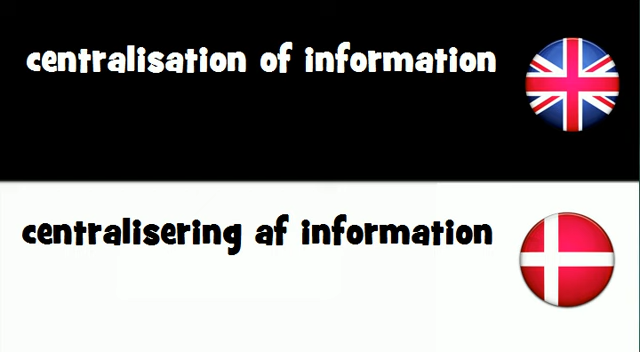 centralisation of information
centralisering af information